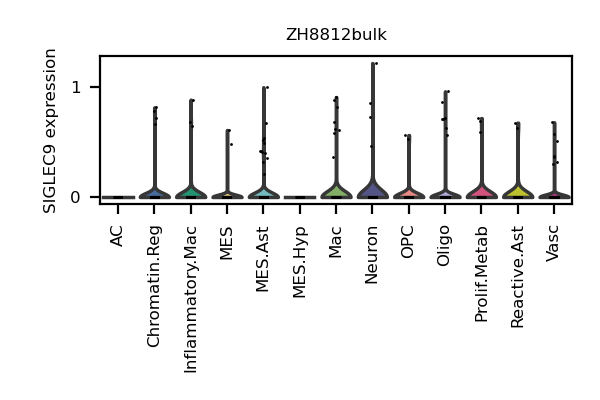 ZH8812bulk
SIGLEC9 expression
1
0
AC
Chromatin.Reg
Inflammatory.Mac
MES
MES.Ast
MES.Hyp
Mac
Neuron
OPC
Oligo
Prolif.Metab
Reactive.Ast
Vasc